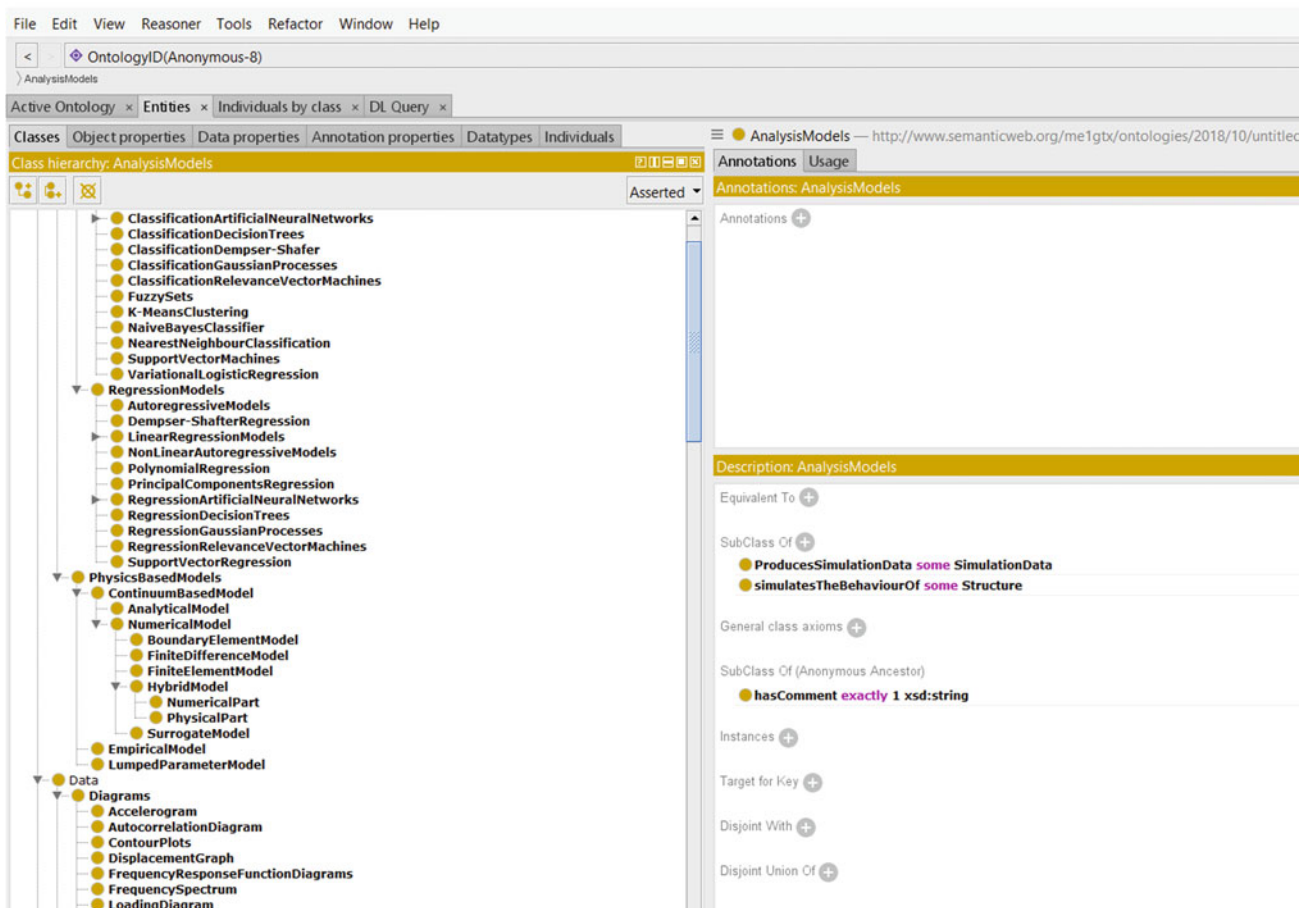 File Edit View Reasoner Tools Refactor Window Help
< > OntologyID(Anonymous-8)
AnalysisModels
Active Ontology × Entities × Individuals by class × DL Query ×
Classes Object properties Data properties Annotation properties Datatypes Individuals
Class hierarchy: AnalysisModels
Asserted
ClassificationArtificialNeuralNetworks
ClassificationDecisionTrees
ClassificationDempser-Shafer
ClassificationGaussianProcesses
ClassificationRelevanceVectorMachines
FuzzySets
K-MeansClustering
NaiveBayesClassifier
NearestNeighbourClassification
SupportVectorMachines
VariationalLogisticRegression
RegressionModels
AutoregressiveModels
Dempser-ShafterRegression
LinearRegressionModels
NonLinearAutoregressiveModels
PolynomialRegression
PrincipalComponentsRegression
RegressionArtificialNeuralNetworks
RegressionDecisionTrees
RegressionGaussianProcesses
RegressionRelevanceVectorMachines
SupportVectorRegression
PhysicsBasedModels
ContinuumBasedModel
AnalyticalModel
NumericalModel
BoundaryElementModel
FiniteDifferenceModel
FiniteElementModel
HybridModel
NumericalPart
PhysicalPart
SurrogateModel
EmpiricalModel
LumpedParameterModel
Data
Diagrams
Accelerogram
AutocorrelationDiagram
ContourPlots
DisplacementGraph
FrequencyResponseFunctionDiagrams
FrequencySpectrum
LoadingDiagram
AnalysisModels — http://www.semanticweb.org/me1gtx/ontologies/2018/10/untitled
Annotations Usage
Annotations: AnalysisModels
Annotations
Description: AnalysisModels
Equivalent To
SubClass Of
ProducesSimulationData some SimulationData
simulatesTheBehaviourOf some Structure
General class axioms
SubClass Of (Anonymous Ancestor)
hasComment exactly 1 xsd:string
Instances
Target for Key
Disjoint With
Disjoint Union Of